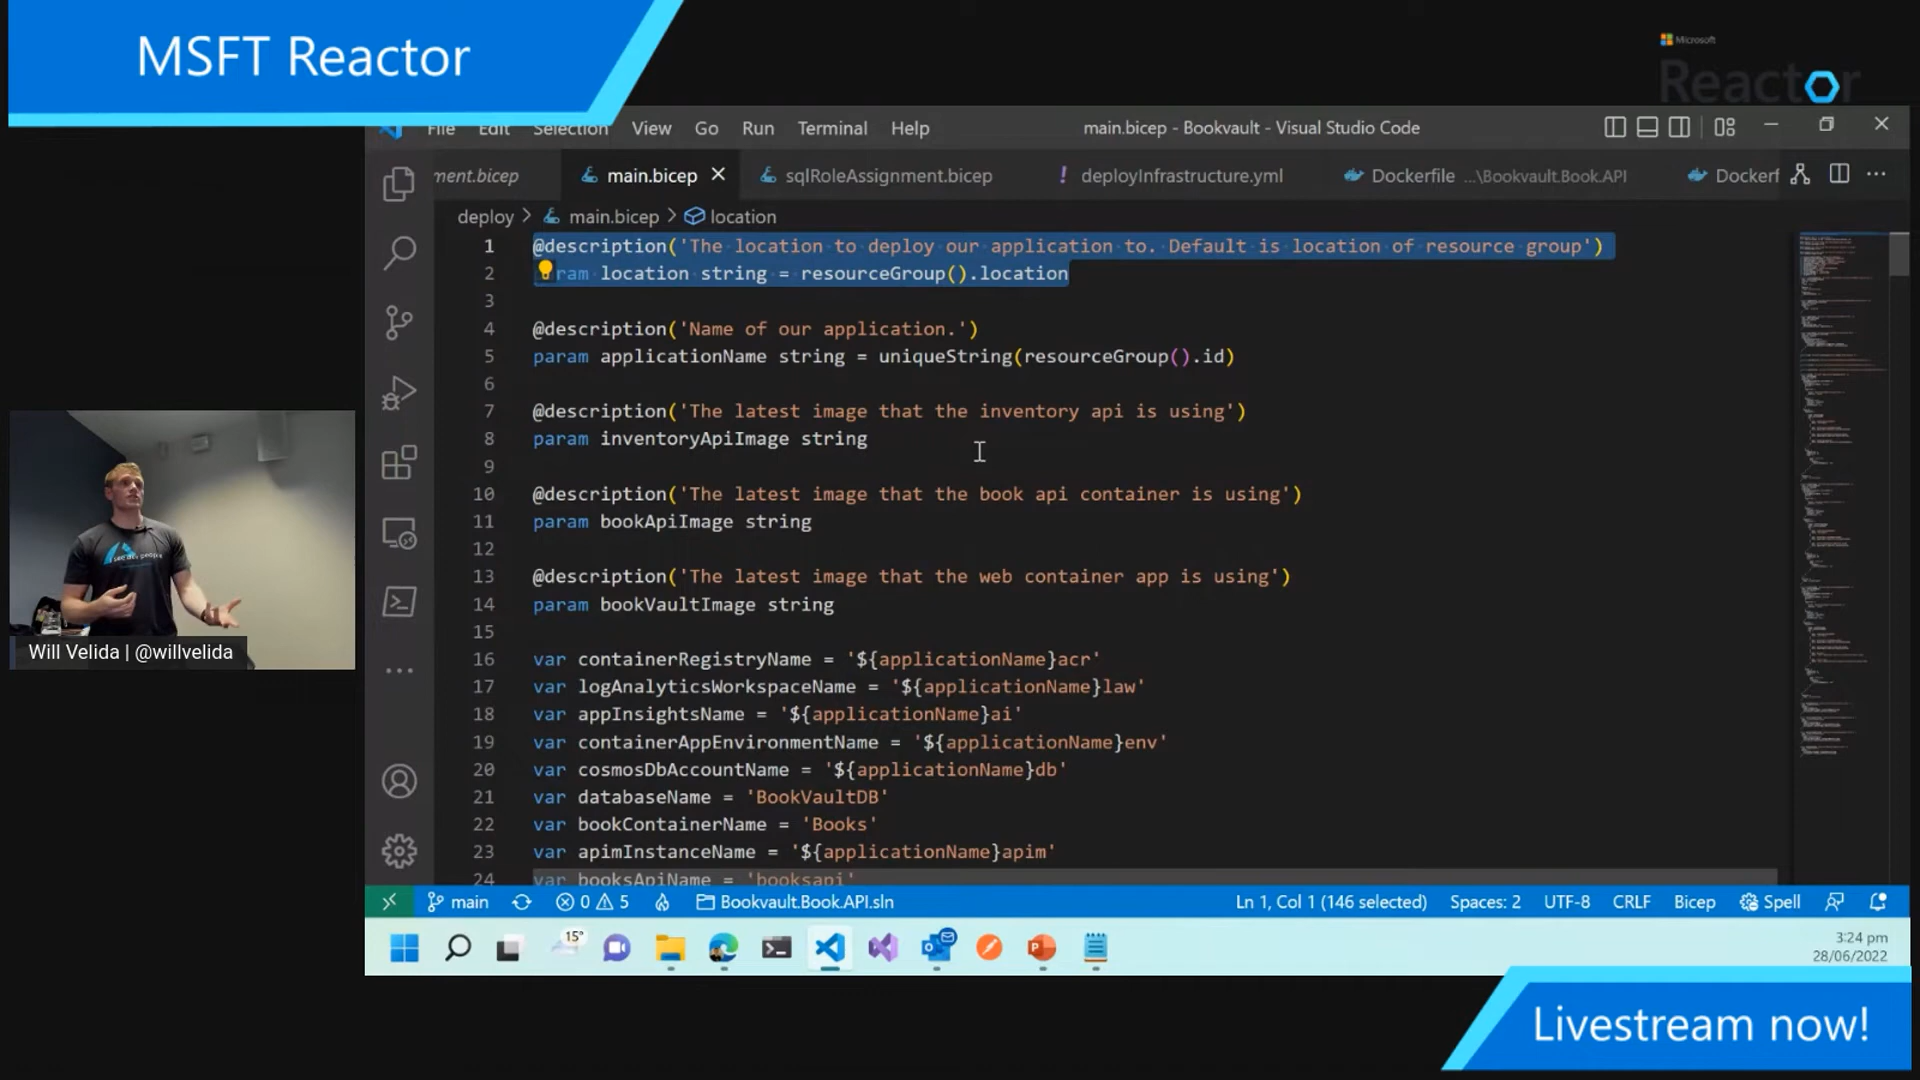 MSFT Reactor
Microsoft
Reactor
File Edit Selection View Go Run Terminal Help
main.bicep - Bookvault - Visual Studio Code
ment.bicep
main.bicep
sqlRoleAssignment.bicep
! deployInfrastructure.yml
Dockerfile ...\Bookvault.Book.API
Dockerf
deploy > main.bicep > location
1 @description('The location to deploy our application to. Default is location of resource group')
2 ram location string = resourceGroup().location
3
4 @description('Name of our application.')
5 param applicationName string = uniqueString(resourceGroup().id)
6
7 @description('The latest image that the inventory api is using')
8 param inventoryApiImage string
9
10 @description('The latest image that the book api container is using')
11 param bookApiImage string
12
13 @description('The latest image that the web container app is using')
14 param bookVaultImage string
15
16 var containerRegistryName = '${applicationName}acr'
17 var logAnalyticsWorkspaceName = '${applicationName}law'
18 var appInsightsName = '${applicationName}ai'
19 var containerAppEnvironmentName = '${applicationName}env'
20 var cosmosDbAccountName = '${applicationName}db'
21 var databaseName = 'BookVaultDB'
22 var bookContainerName = 'Books'
23 var apimInstanceName = '${applicationName}apim'
24 var booksApiName = 'booksapi'
Will Velida | @willvelida
main 0 5 Bookvault.Book.API.sln
Ln 1, Col 1 (146 selected) Spaces: 2 UTF-8 CRLF Bicep Spell
15°
3:24 pm
28/06/2022
Livestream now!